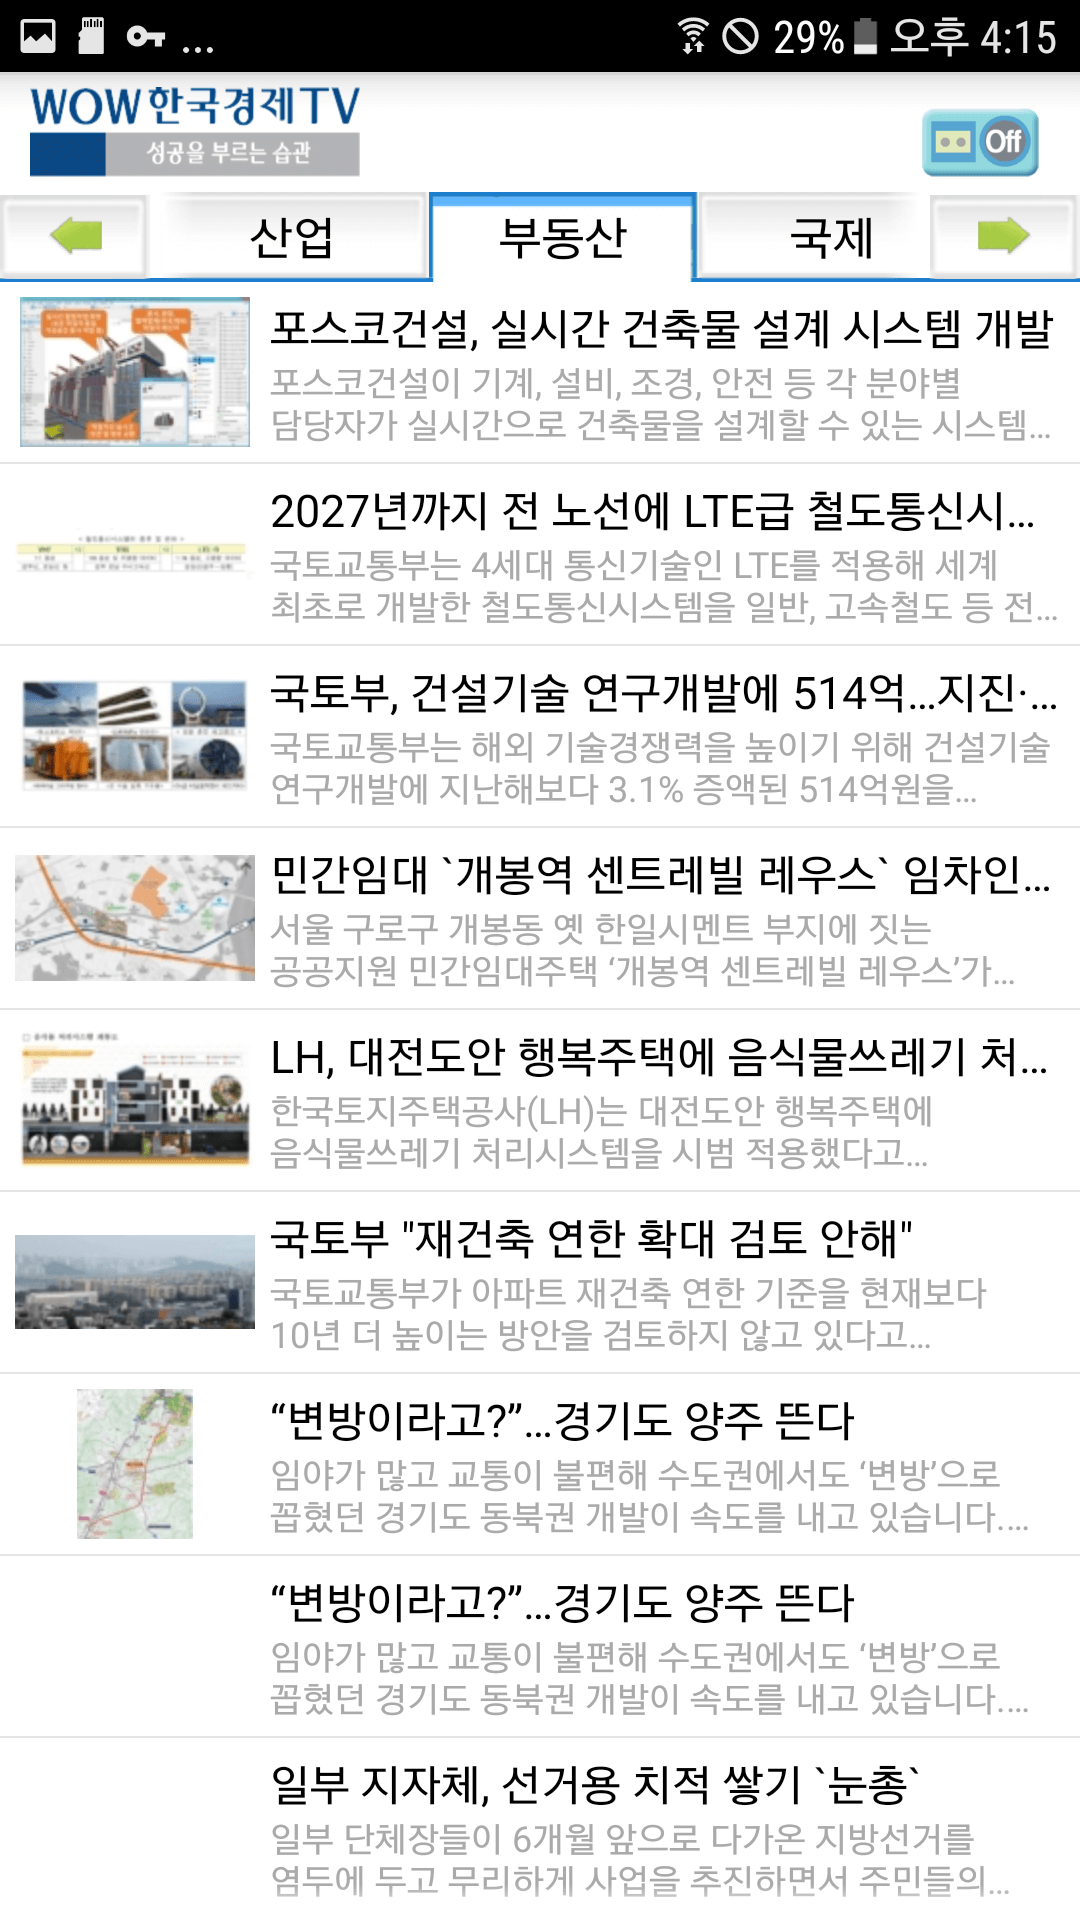 ... 29% 오후 4:15
WOW한국경제TV
성공을 부르는 습관
Off
산업 부동산 국제
포스코건설, 실시간 건축물 설계 시스템 개발
포스코건설이 기계, 설비, 조경, 안전 등 각 분야별
담당자가 실시간으로 건축물을 설계할 수 있는 시스템...
2027년까지 전 노선에 LTE급 철도통신시...
국토교통부는 4세대 통신기술인 LTE를 적용해 세계
최초로 개발한 철도통신시스템을 일반, 고속철도 등 전...
국토부, 건설기술 연구개발에 514억...지진·...
국토교통부는 해외 기술경쟁력을 높이기 위해 건설기술
연구개발에 지난해보다 3.1% 증액된 514억원을...
민간임대 `개봉역 센트레빌 레우스` 임차인...
서울 구로구 개봉동 옛 한일시멘트 부지에 짓는
공공지원 민간임대주택 ‘개봉역 센트레빌 레우스’가...
LH, 대전도안 행복주택에 음식물쓰레기 처...
한국토지주택공사(LH)는 대전도안 행복주택에
음식물쓰레기 처리시스템을 시범 적용했다고...
국토부 "재건축 연한 확대 검토 안해"
국토교통부가 아파트 재건축 연한 기준을 현재보다
10년 더 높이는 방안을 검토하지 않고 있다고...
“변방이라고?”...경기도 양주 뜬다
임야가 많고 교통이 불편해 수도권에서도 ‘변방’으로
꼽혔던 경기도 동북권 개발이 속도를 내고 있습니다....
“변방이라고?”...경기도 양주 뜬다
임야가 많고 교통이 불편해 수도권에서도 ‘변방’으로
꼽혔던 경기도 동북권 개발이 속도를 내고 있습니다....
일부 지자체, 선거용 치적 쌓기 `눈총`
일부 단체장들이 6개월 앞으로 다가온 지방선거를
염두에 두고 무리하게 사업을 추진하면서 주민들의...